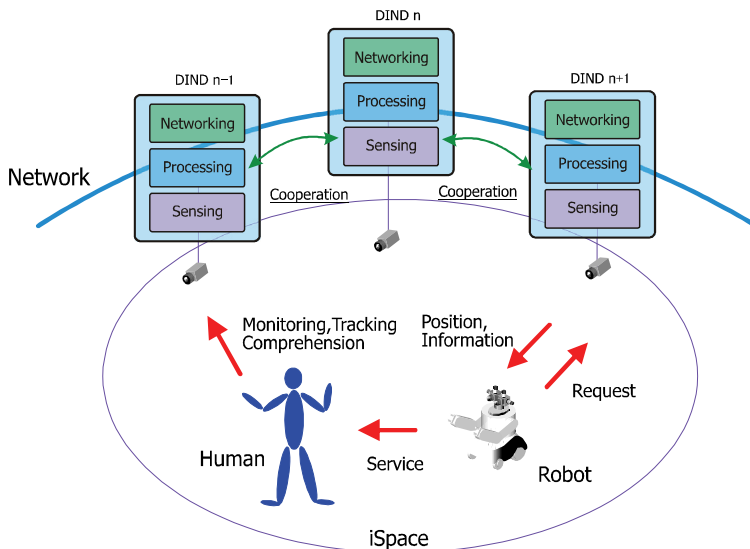 DIND n
Networking
Processing
Sensing
DIND n-1
Networking
Processing
Sensing
DIND n+1
Networking
Processing
Sensing
Network
Cooperation
Cooperation
Monitoring,Tracking
Comprehension
Position,
Information
Request
Human
Service
Robot
iSpace